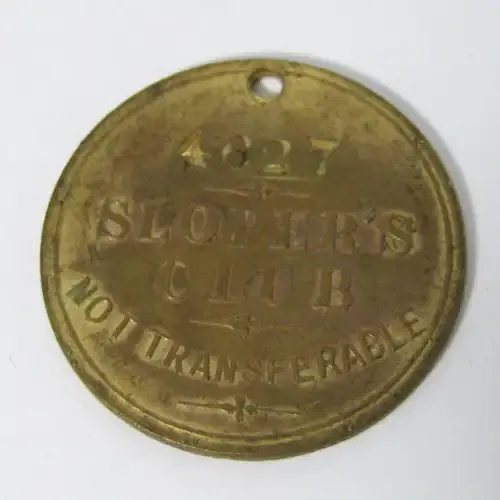 4627
SLOPER'S
CLUB
NOT TRANSFERABLE